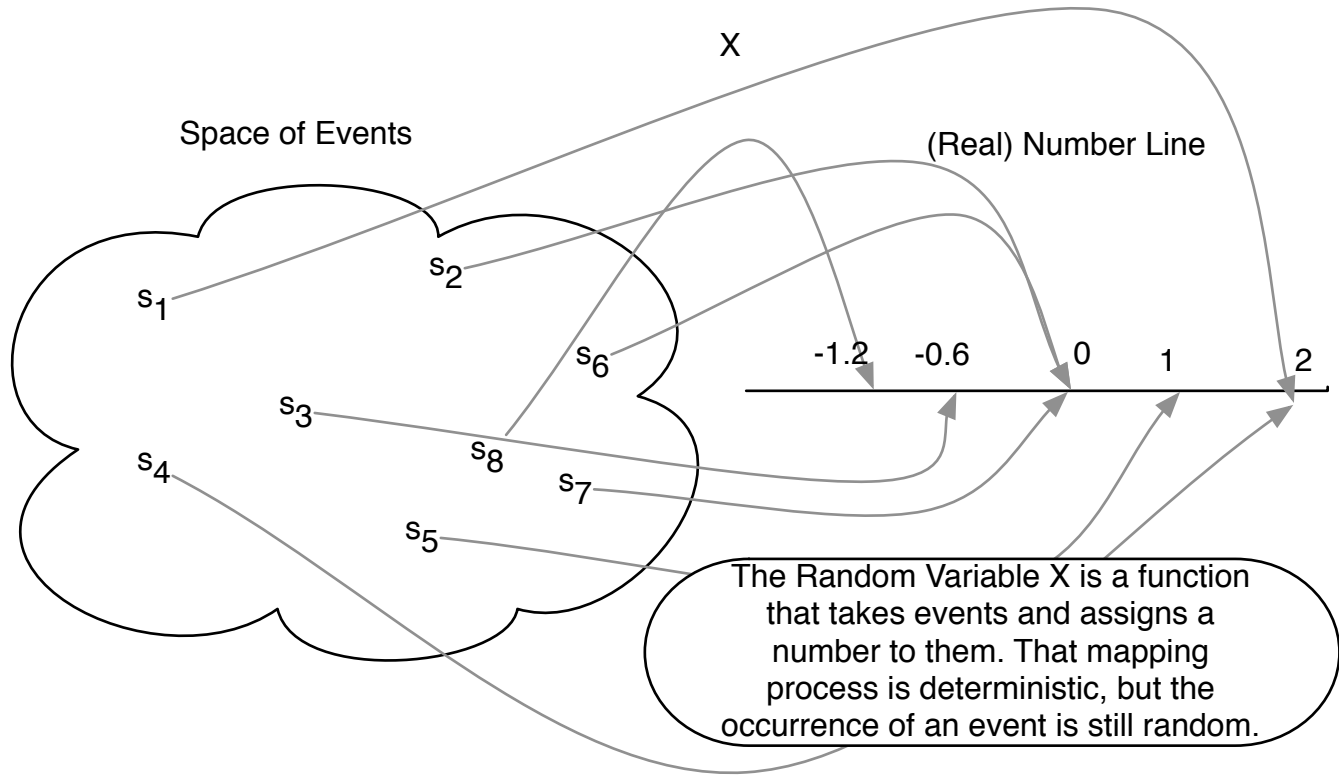 X
Space of Events
(Real) Number Line
s1
s2
s6
-1.2
-0.6
0
1
2
s3
s8
s4
s7
s5
The Random Variable X is a function
that takes events and assigns a
number to them. That mapping
process is deterministic, but the
occurrence of an event is still random.